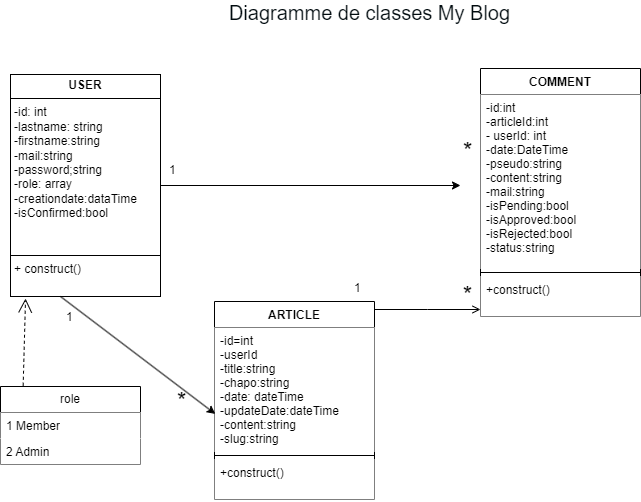 Diagramme de classes My Blog
USER
-id: int
-lastname: string
-firstname:string
-mail:string
-password;string
-role: array
-creationdate:dataTime
-isConfirmed:bool
+ construct()
1
*
COMMENT
-id:int
-articleId:int
- userId: int
-date:DateTime
-pseudo:string
-content:string
-mail:string
-isPending:bool
-isApproved:bool
-isRejected:bool
-status:string
+construct()
1
*
1
*
ARTICLE
-id=int
-userId
-title:string
-chapo:string
-date: dateTime
-updateDate:dateTime
-content:string
-slug:string
+construct()
role
1 Member
2 Admin